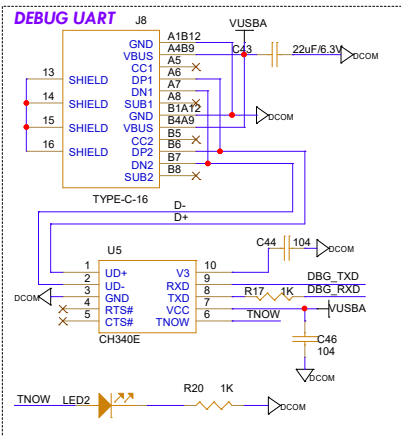 DEBUG UART
J8
VUSBA
GND A1B12
VBUS A4B9
C43 22uF/6.3V
DCOM
CC1 A5
13 SHIELD
DP1 A6
DN1 A7
14 SHIELD
SUB1 A8
GND B1A12
DCOM
15 SHIELD
VBUS B4A9
CC2 B5
16 SHIELD
DP2 B6
DN2 B7
SUB2 B8
TYPE-C-16
D-
D+
U5
C44 104
DCOM
1 UD+ V3 10
2 UD- RXD 9 DBG_TXD
DCOM 3 GND TXD 8 R17 1K DBG_RXD
4 RTS# VCC 7 VUSBA
5 CTS# TNOW 6 TNOW
CH340E
C46
104
DCOM
TNOW LED2 R20 1K
DCOM